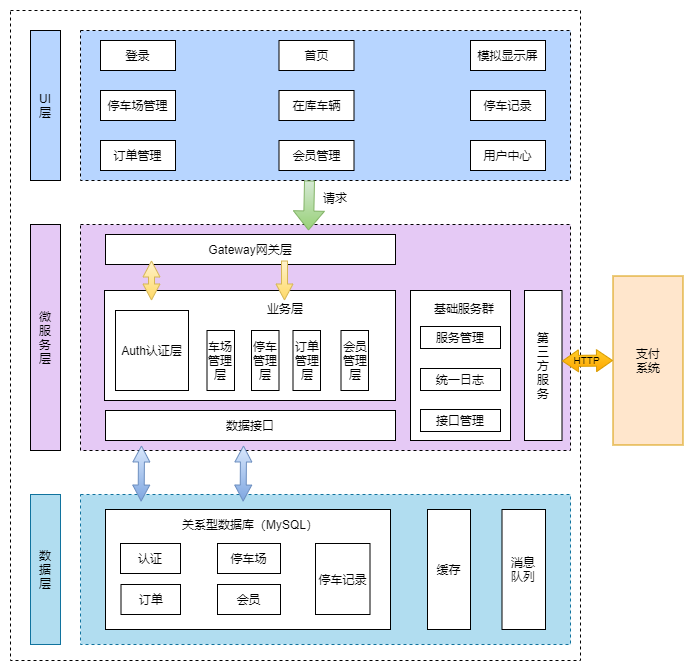 UI
层
登录
首页
模拟显示屏
停车场管理
在库车辆
停车记录
订单管理
会员管理
用户中心
请求
微
服
务
层
Gateway网关层
业务层
Auth认证层
车场
管理
层
停车
管理
层
订单
管理
层
会员
管理
层
数据接口
基础服务群
服务管理
统一日志
接口管理
第
三
方
服
务
HTTP
支付
系统
数
据
层
关系型数据库（MySQL）
认证
停车场
停车记录
订单
会员
缓存
消息
队列